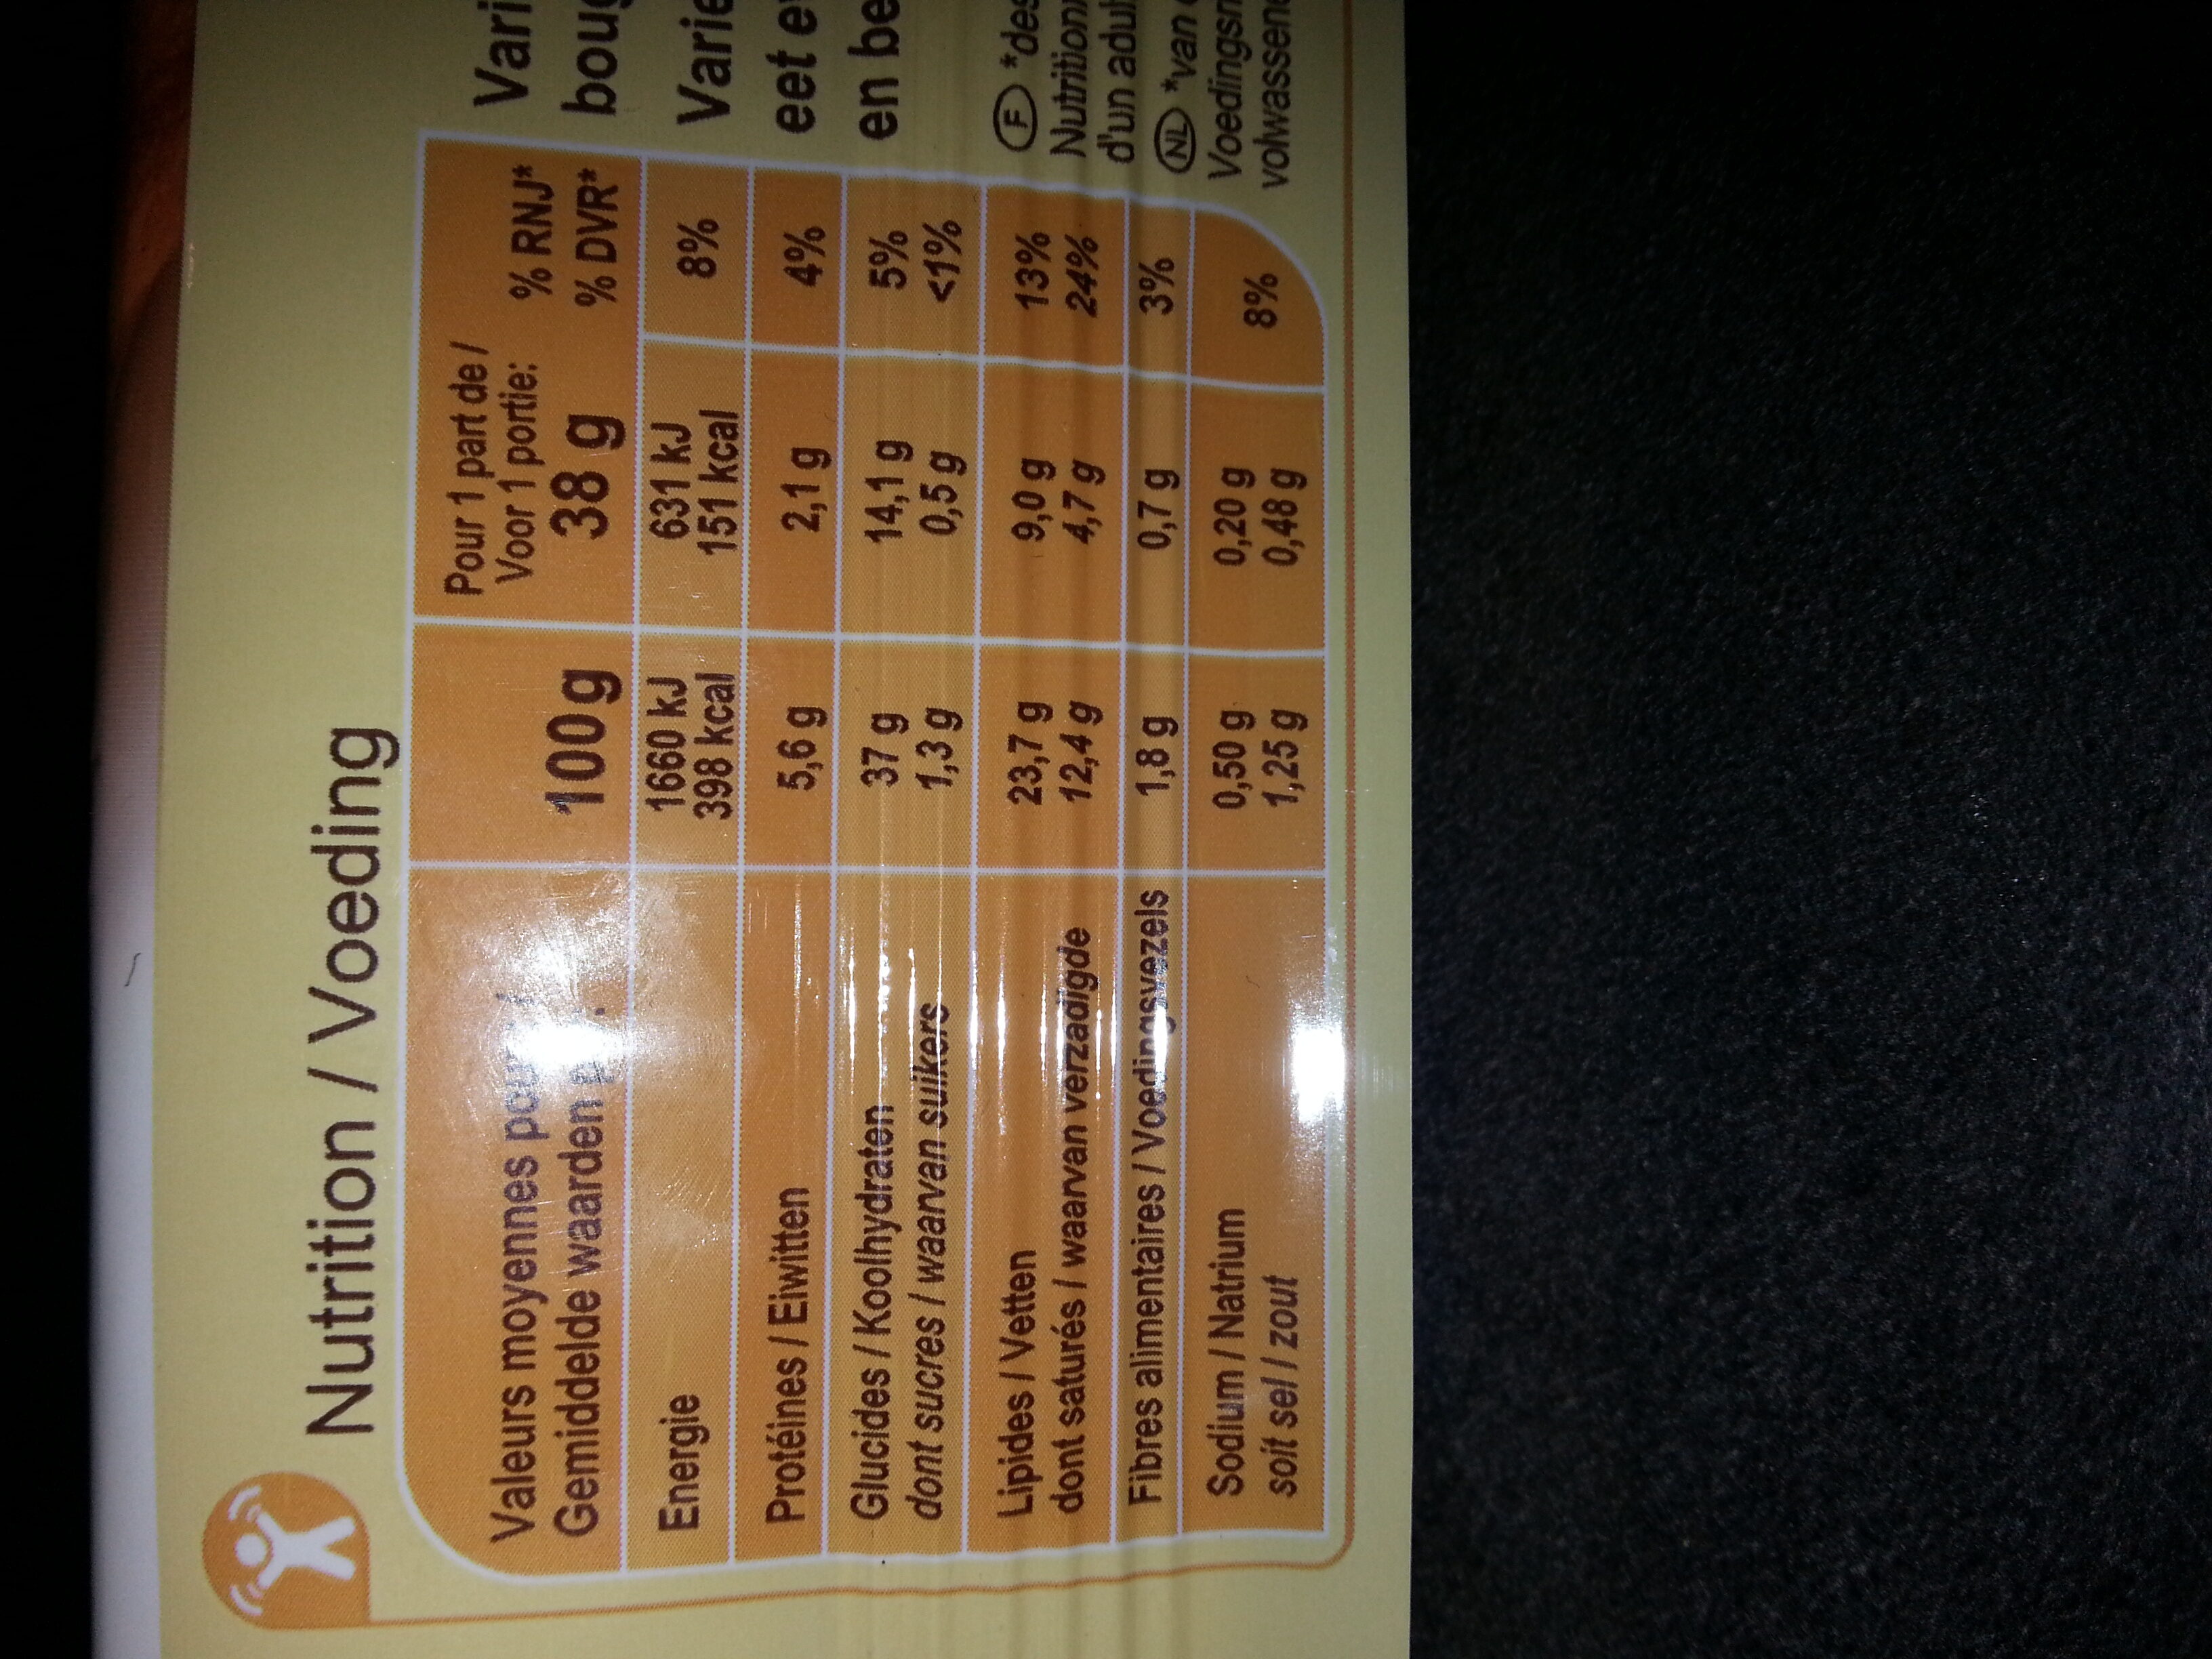 Nutrition / Voeding
Valeurs moyennes pour /
Gemiddelde waarden
100g
Pour 1 part de /
Voor 1 portie:
38 g
% RNJ*
% DVR*
Energie
1660 kJ
398 kcal
631 kJ
151 kcal
8%
Protéines / Eiwitten
5,6 g
2,1 g
4%
Glucides / Koolhydraten
dont sucres / waarvan suikers
37 g
1,3 g
14,1 g
0,5 g
5%
<1%
Lipides / Vetten
dont saturés / waarvan verzadigde
23,7 g
12,4 g
9,0 g
4,7 g
13%
24%
Fibres alimentaires / Voedingsvezels
1,8 g
0,7 g
3%
Sodium / Natrium
soit sel / zout
0,50 g
1,25 g
0,20 g
0,48 g
8%
Vari
boug
Varie
eet e
en be
F *des
Nutritionn
d'un adul
NL *van
Voedingsn
volwassen